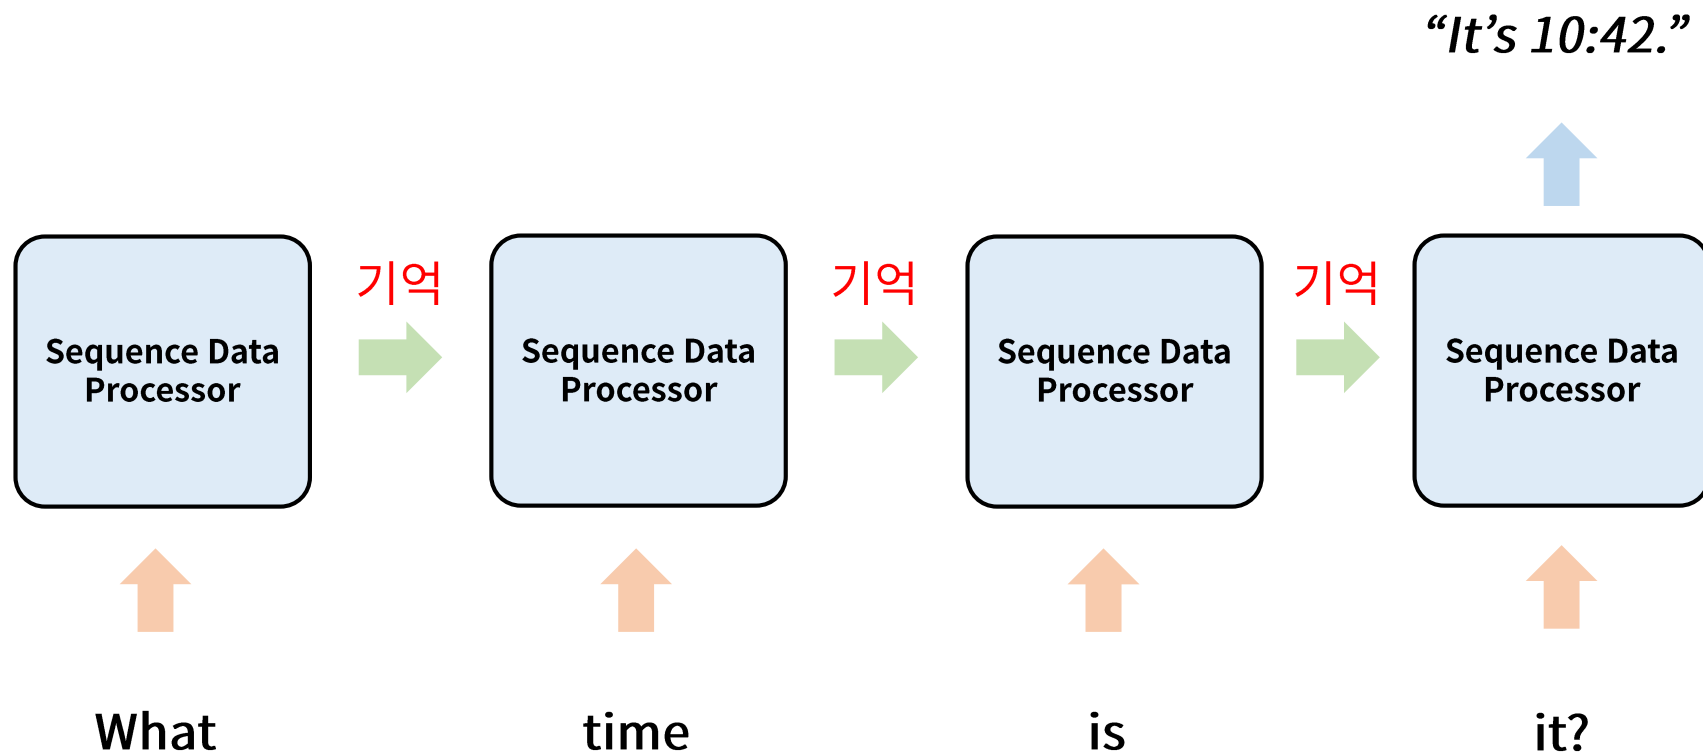 “It’s 10:42.”
기억 기억 기억
Sequence Data
Processor
Sequence Data
Processor
Sequence Data
Processor
Sequence Data
Processor
What time is it?